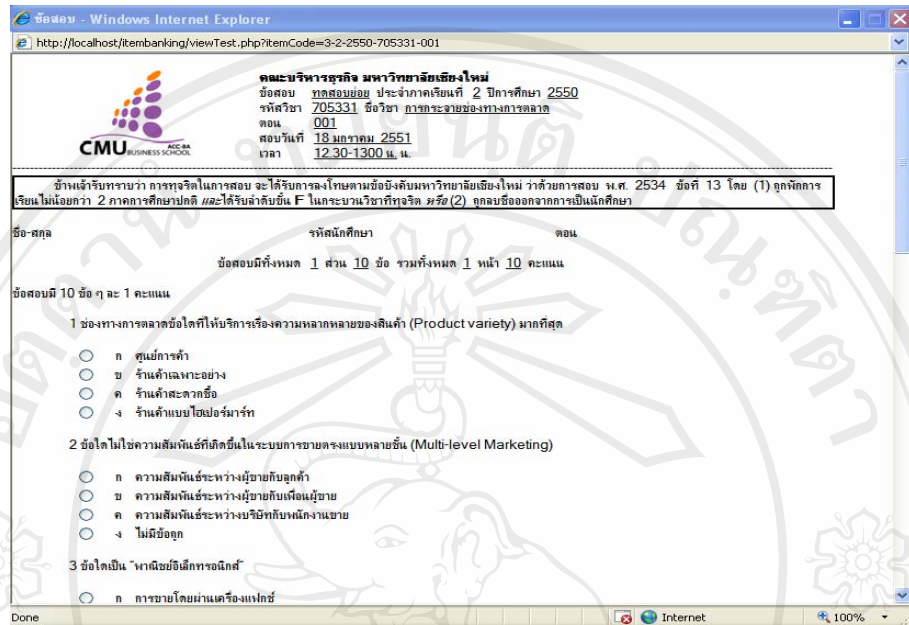 ข้อสอบ - Windows Internet Explorer
http://localhost/itembanking/viewTest.php?itemCode=3-2-2550-705331-001
คณะบริหารธุรกิจ มหาวิทยาลัยเชียงใหม่
ข้อสอบ ทดสอบย่อย ประจำภาคเรียนที่ 2 ปีการศึกษา 2550
รหัสวิชา 705331 ชื่อวิชา การกระจายช่องทางการตลาด
ตอน 001
สอบวันที่ 18 มกราคม 2551
เวลา 12.30-1300 น. น.
CMU BUSINESS SCHOOL ACC-BA
ข้าพเจ้ารับทราบว่า การทุจริตในการสอบ จะได้รับการลงโทษตามข้อบังคับมหาวิทยาลัยเชียงใหม่ ว่าด้วยการสอบ พ.ศ. 2534 ข้อที่ 13 โดย (1) ถูกพักการ
เรียนไม่น้อยกว่า 2 ภาคการศึกษาปกติ และได้รับลำดับขั้น F ในกระบวนวิชาที่ทุจริต หรือ (2) ถูกลบชื่อออกจากการเป็นนักศึกษา
ชื่อ-สกุล รหัสนักศึกษา ตอน
ข้อสอบมีทั้งหมด 1 ส่วน 10 ข้อ รวมทั้งหมด 1 หน้า 10 คะแนน
ข้อสอบมี 10 ข้อ ๆ ละ 1 คะแนน
1 ช่องทางการตลาดข้อใดที่ให้บริการเรื่องความหลากหลายของสินค้า (Product variety) มากที่สุด
ก ศูนย์การค้า
ข ร้านค้าเฉพาะอย่าง
ค ร้านค้าสะดวกซื้อ
ง ร้านค้าแบบไฮเปอร์มาร์ท
2 ข้อใดไม่ใช่ความสัมพันธ์ที่เกิดขึ้นในระบบการขายตรงแบบหลายชั้น (Multi-level Marketing)
ก ความสัมพันธ์ระหว่างผู้ขายกับลูกค้า
ข ความสัมพันธ์ระหว่างผู้ขายกับเพื่อนผู้ขาย
ค ความสัมพันธ์ระหว่างบริษัทกับพนักงานขาย
ง ไม่มีข้อถูก
3 ข้อใดเป็น "พาณิชย์อิเล็กทรอนิกส์"
ก การขายโดยผ่านเครื่องแฟกซ์
Done Internet 100%